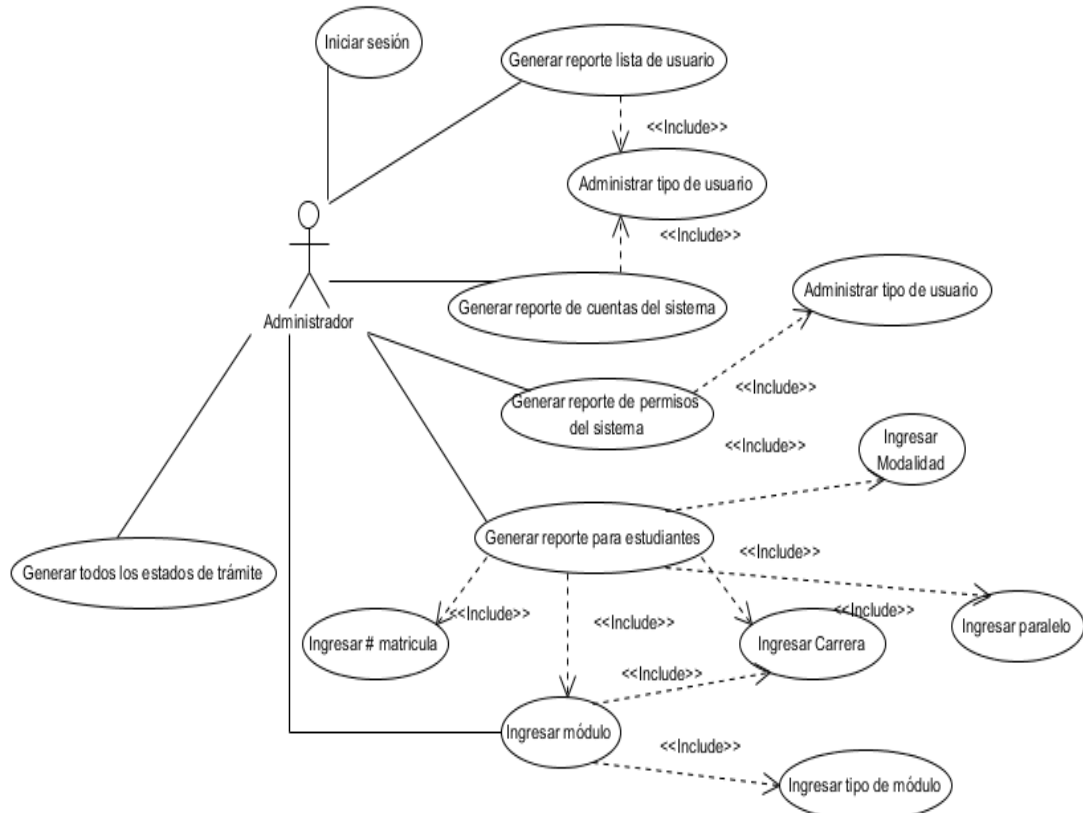 Iniciar sesión
Generar reporte lista de usuario
<<Include>>
Administrar tipo de usuario
<<Include>>
Administrar tipo de usuario
Generar reporte de cuentas del sistema
Administrador
<<Include>>
Generar reporte de permisos
del sistema
<<Include>>
Ingresar
Modalidad
Generar reporte para estudiantes
<<Include>>
Generar todos los estados de trámite
<<Include>>
<<Include>>
<<Include>>
Ingresar paralelo
Ingresar # matricula
Ingresar Carrera
<<Include>>
Ingresar módulo
<<Include>>
Ingresar tipo de módulo